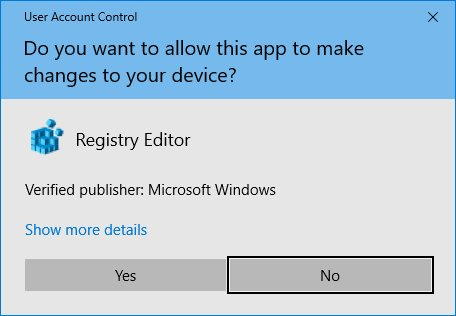 User Account Control
Do you want to allow this app to make
changes to your device?
Registry Editor
Verified publisher: Microsoft Windows
Show more details
Yes
No